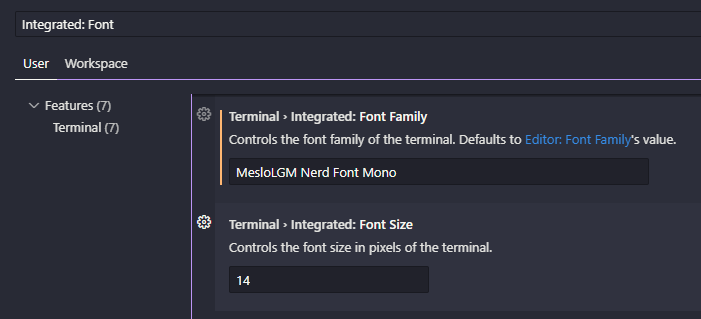 Integrated: Font
User Workspace
Features (7)
Terminal (7)
Terminal › Integrated: Font Family
Controls the font family of the terminal. Defaults to Editor: Font Family's value.
MesloLGM Nerd Font Mono
Terminal › Integrated: Font Size
Controls the font size in pixels of the terminal.
14